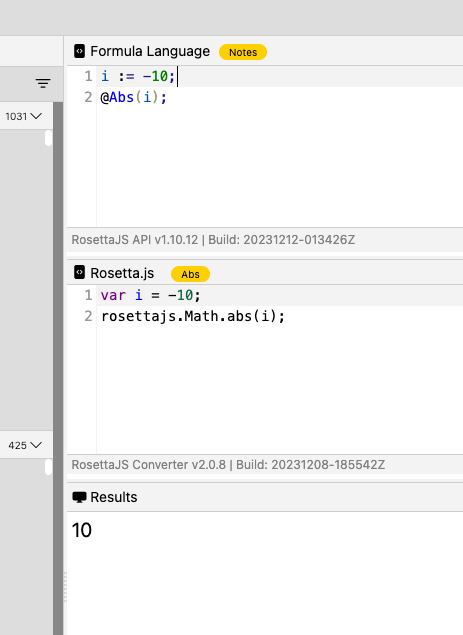 Formula Language Notes
1 i := -10;
2 @Abs(i);
1031
RosettaJS API v1.10.12 | Build: 20231212-013426Z
Rosetta.js Abs
1 var i = -10;
2 rosettajs.Math.abs(i);
425
RosettaJS Converter v2.0.8 | Build: 20231208-185542Z
Results
10